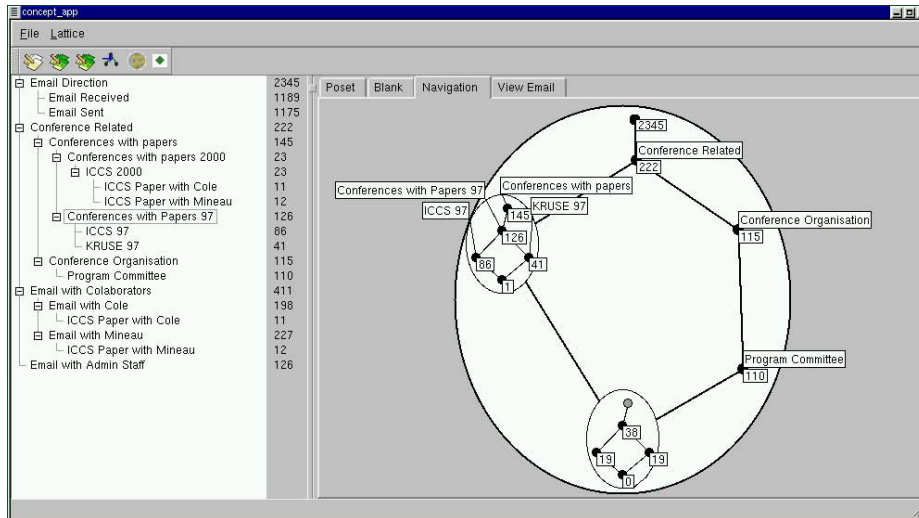 concept_app
File Lattice
Email Direction 2345
Email Received 1189
Email Sent 1175
Conference Related 222
Conferences with papers 145
Conferences with papers 2000 23
ICCS 2000 23
ICCS Paper with Cole 11
ICCS Paper with Mineau 12
Conferences with Papers 97 126
ICCS 97 86
KRUSE 97 41
Conference Organisation 115
Program Committee 110
Email with Colaborators 411
Email with Cole 198
ICCS Paper with Cole 11
Email with Mineau 227
ICCS Paper with Mineau 12
Email with Admin Staff 126
Poset Blank Navigation View Email
2345
Conference Related
222
Conferences with Papers 97
Conferences with papers
ICCS 97
KRUSE 97
145
126
86
41
1
Conference Organisation
115
Program Committee
110
38
19
19
0